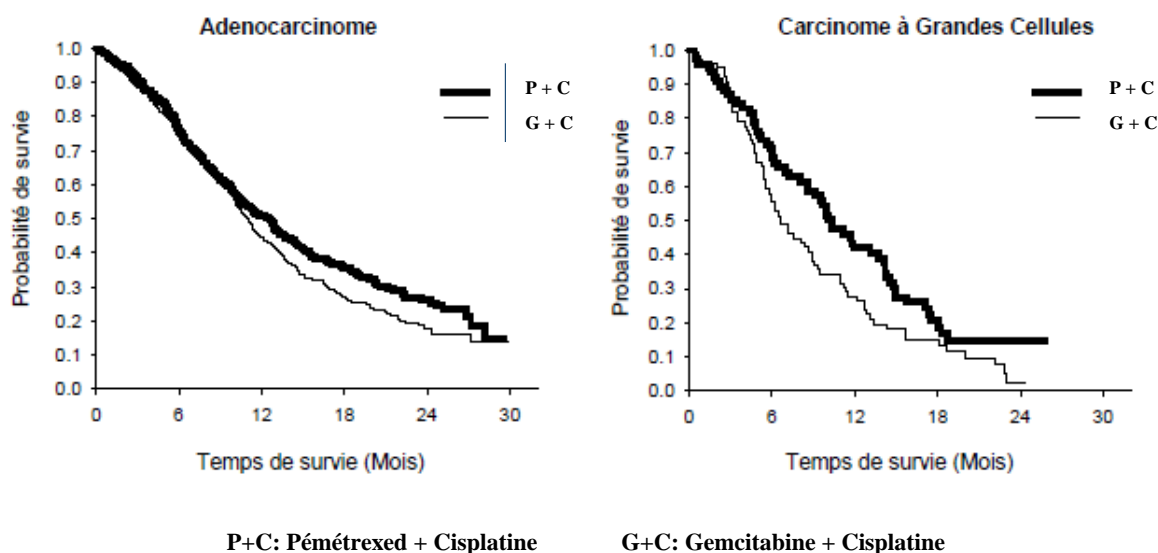 Adenocarcinome
Probabilité de survie
1.0
0.9
0.8
0.7
0.6
0.5
0.4
0.3
0.2
0.1
0.0
P + C
G + C
0 6 12 18 24 30
Temps de survie (Mois)
Carcinome à Grandes Cellules
Probabilité de survie
1.0
0.9
0.8
0.7
0.6
0.5
0.4
0.3
0.2
0.1
0.0
P + C
G + C
0 6 12 18 24 30
Temps de survie (Mois)
P+C: Pémétrexed + Cisplatine G+C: Gemcitabine + Cisplatine